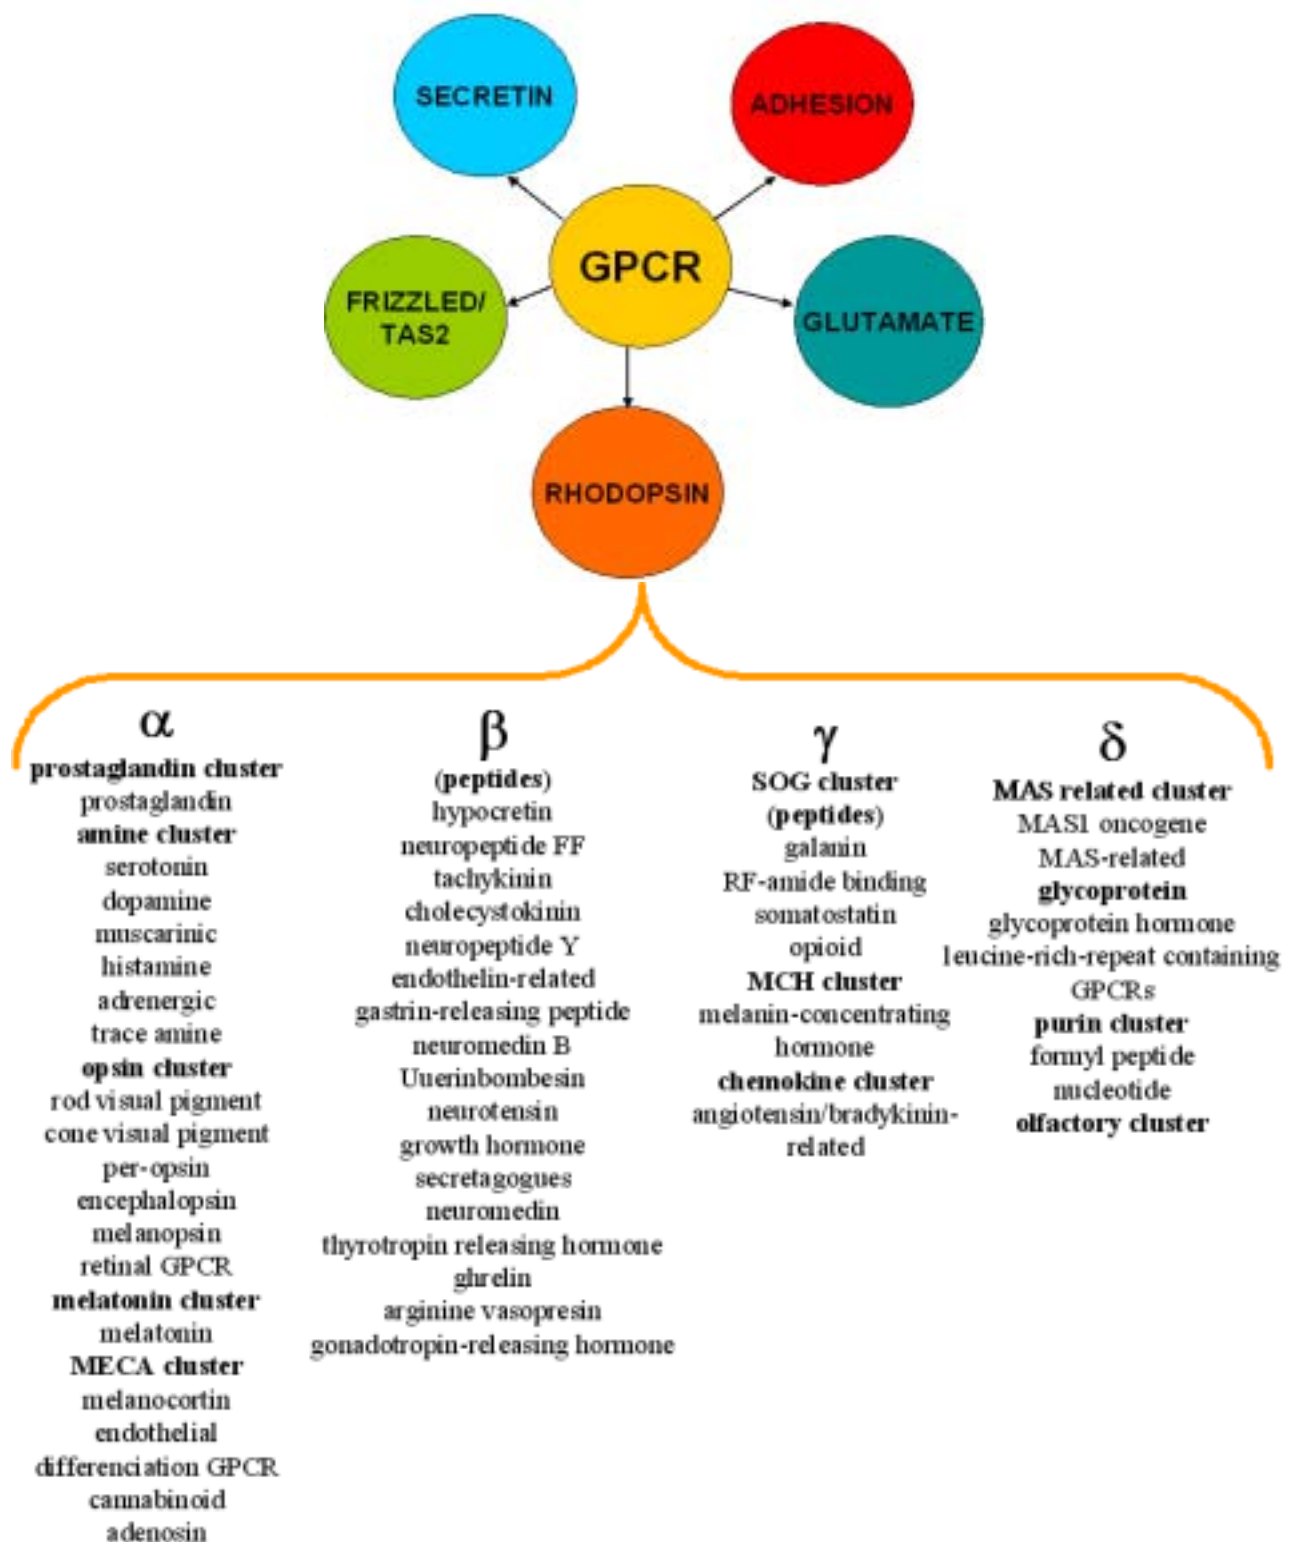 SECRETIN
ADHESION
GPCR
FRIZZLED/
TAS2
GLUTAMATE
RHODOPSIN
α
prostaglandin cluster
prostaglandin
amine cluster
serotonin
dopamine
muscarinic
histamine
adrenergic
trace amine
opsin cluster
rod visual pigment
cone visual pigment
per-opsin
encephalopsin
melanopsin
retinal GPCR
melatonin cluster
melatonin
MECA cluster
melanocortin
endothelial
differenciation GPCR
cannabinoid
adenosin
β
(peptides)
hypocretin
neuropeptide FF
tachykinin
cholecystokinin
neuropeptide Y
endothelin-related
gastrin-releasing peptide
neuromedin B
Uuerinbombesin
neurotensin
growth hormone
secretagogues
neuromedin
thyrotropin releasing hormone
ghrelin
arginine vasopresin
gonadotropin-releasing hormone
γ
SOG cluster
(peptides)
galanin
RF-amide binding
somatostatin
opioid
MCH cluster
melanin-concentrating
hormone
chemokine cluster
angiotensin/bradykinin-
related
δ
MAS related cluster
MAS1 oncogene
MAS-related
glycoprotein
glycoprotein hormone
leucine-rich-repeat containing
GPCRs
purin cluster
formyl peptide
nucleotide
olfactory cluster